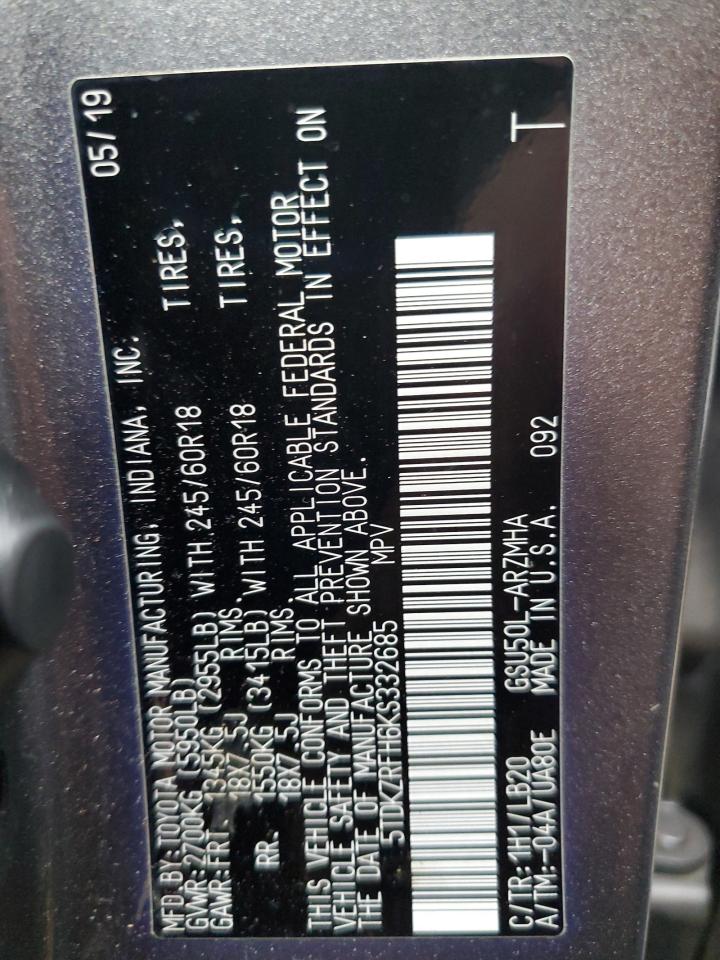 MFD. BY: TOYOTA MOTOR MANUFACTURING, INDIANA, INC. 05/19
GVWR: 2700KG (5950LB)
GAWR: FRT. 1345KG (2955LB) WITH 245/60R18 TIRES,
18X7.5J RIMS.
RR. 1550KG (3415LB) WITH 245/60R18 TIRES,
18X7.5J RIMS.
THIS VEHICLE CONFORMS TO ALL APPLICABLE FEDERAL MOTOR
VEHICLE SAFETY AND THEFT PREVENTION STANDARDS IN EFFECT ON
THE DATE OF MANUFACTURE SHOWN ABOVE.
5TDKZRFH6KS332685 MPV
C/TR: 1H1/LB20 GSU50L-ARZMHA T
A/TM:-04A/UA80E MADE IN U.S.A. 092